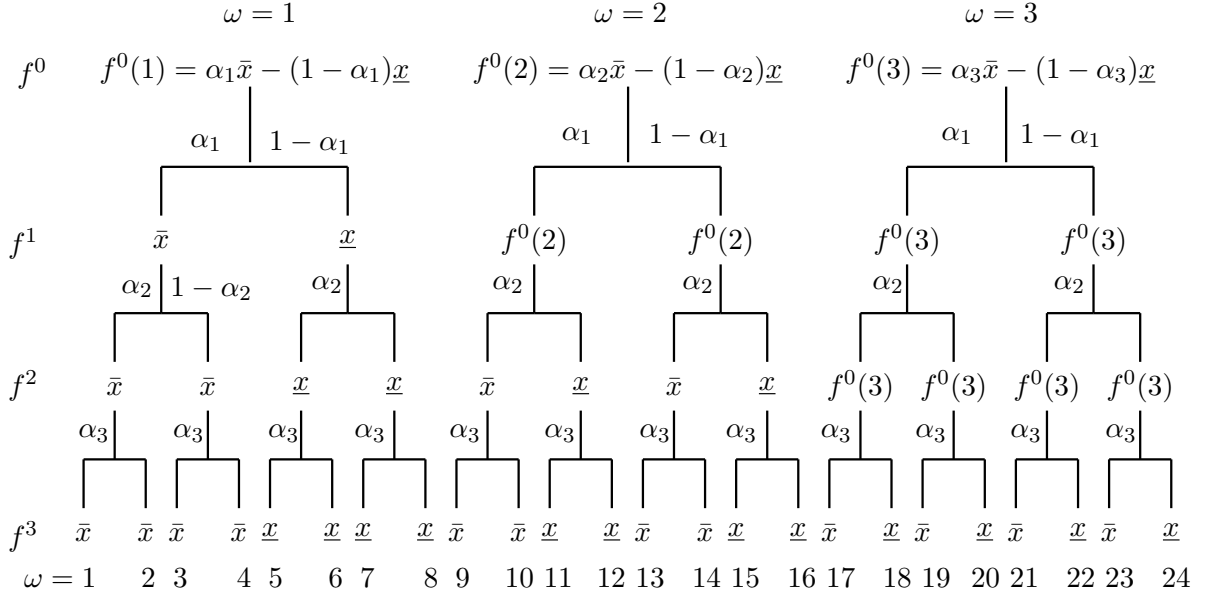 ω = 1 ω = 2 ω = 3
f⁰ f⁰(1) = α₁x̄ − (1 − α₁)x̲ f⁰(2) = α₂x̄ − (1 − α₂)x̲ f⁰(3) = α₃x̄ − (1 − α₃)x̲
α₁ 1 − α₁ α₁ 1 − α₁ α₁ 1 − α₁
f¹ x̄ x̲ f⁰(2) f⁰(2) f⁰(3) f⁰(3)
α₂ 1 − α₂ α₂ α₂ α₂ α₂ α₂
f² x̄ x̄ x̲ x̲ x̄ x̲ x̄ x̲ f⁰(3) f⁰(3) f⁰(3) f⁰(3)
α₃ α₃ α₃ α₃ α₃ α₃ α₃ α₃ α₃ α₃ α₃ α₃
f³ x̄ x̄ x̄ x̄ x̲ x̲ x̲ x̲ x̄ x̄ x̲ x̲ x̄ x̄ x̲ x̲ x̄ x̲ x̄ x̲ x̄ x̲ x̄ x̲
ω = 1 2 3 4 5 6 7 8 9 10 11 12 13 14 15 16 17 18 19 20 21 22 23 24